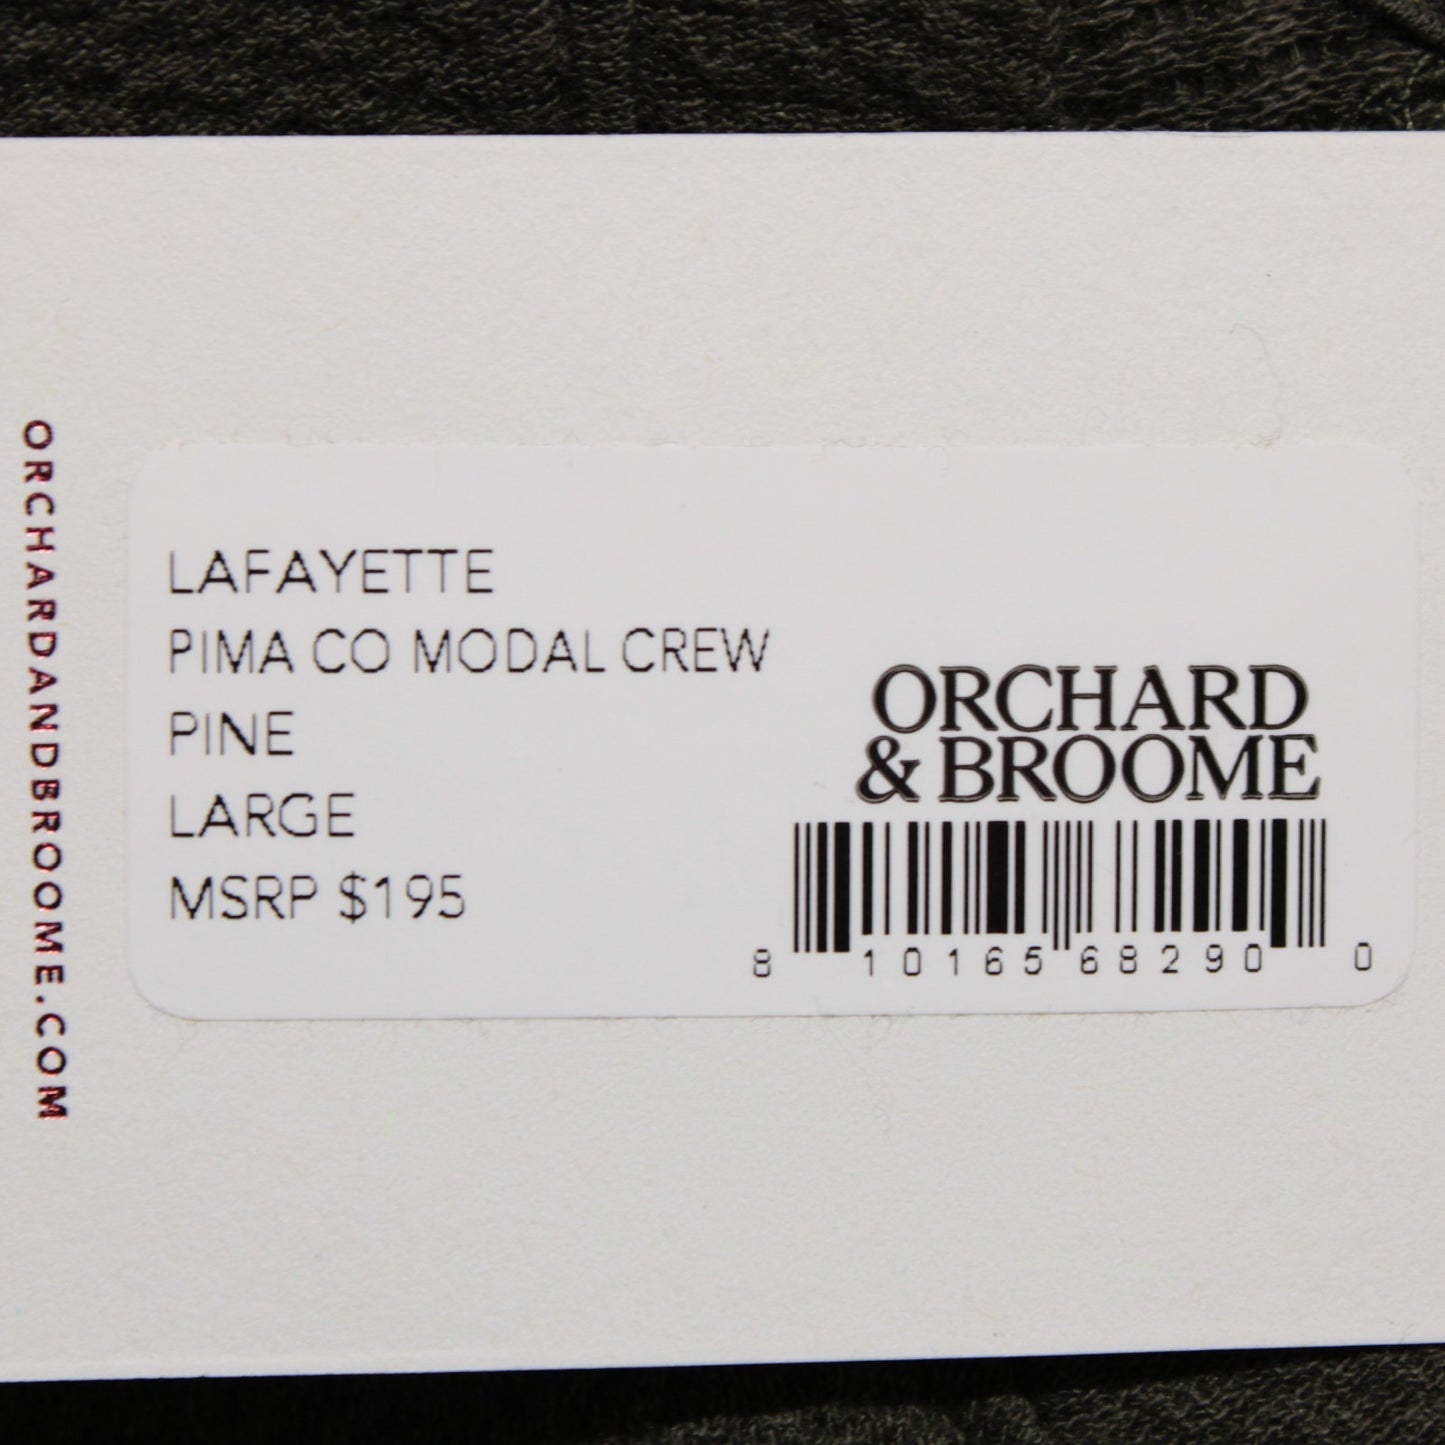 ORCHARDANDBROOME.COM
LAFAYETTE
PIMA CO MODAL CREW
PINE
LARGE
MSRP $195
ORCHARD
& BROOME
8 10165 68290 0